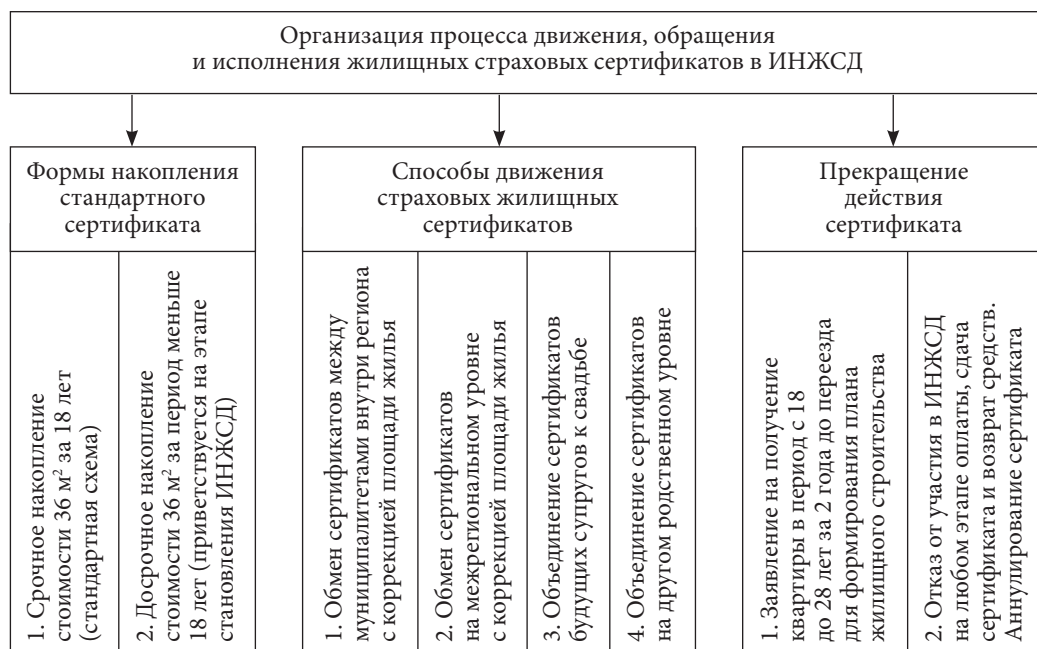 Организация процесса движения, обращения
и исполнения жилищных страховых сертификатов в ИНЖСД
Формы накопления
стандартного
сертификата
1. Срочное накопление
стоимости 36 м² за 18 лет
(стандартная схема)
2. Досрочное накопление
стоимости 36 м² за период меньше
18 лет (приветствуется на этапе
становления ИНЖСД)
Способы движения
страховых жилищных
сертификатов
1. Обмен сертификатов между
муниципалитетами внутри региона
с коррекцией площади жилья
2. Обмен сертификатов
на межрегиональном уровне
с коррекцией площади жилья
3. Объединение сертификатов
будущих супругов к свадьбе
4. Объединение сертификатов
на другом родственном уровне
Прекращение
действия
сертификата
1. Заявление на получение
квартиры в период с 18
до 28 лет за 2 года до переезда
для формирования плана
жилищного строительства
2. Отказ от участия в ИНЖСД
на любом этапе оплаты, сдача
сертификата и возврат средств.
Аннулирование сертификата